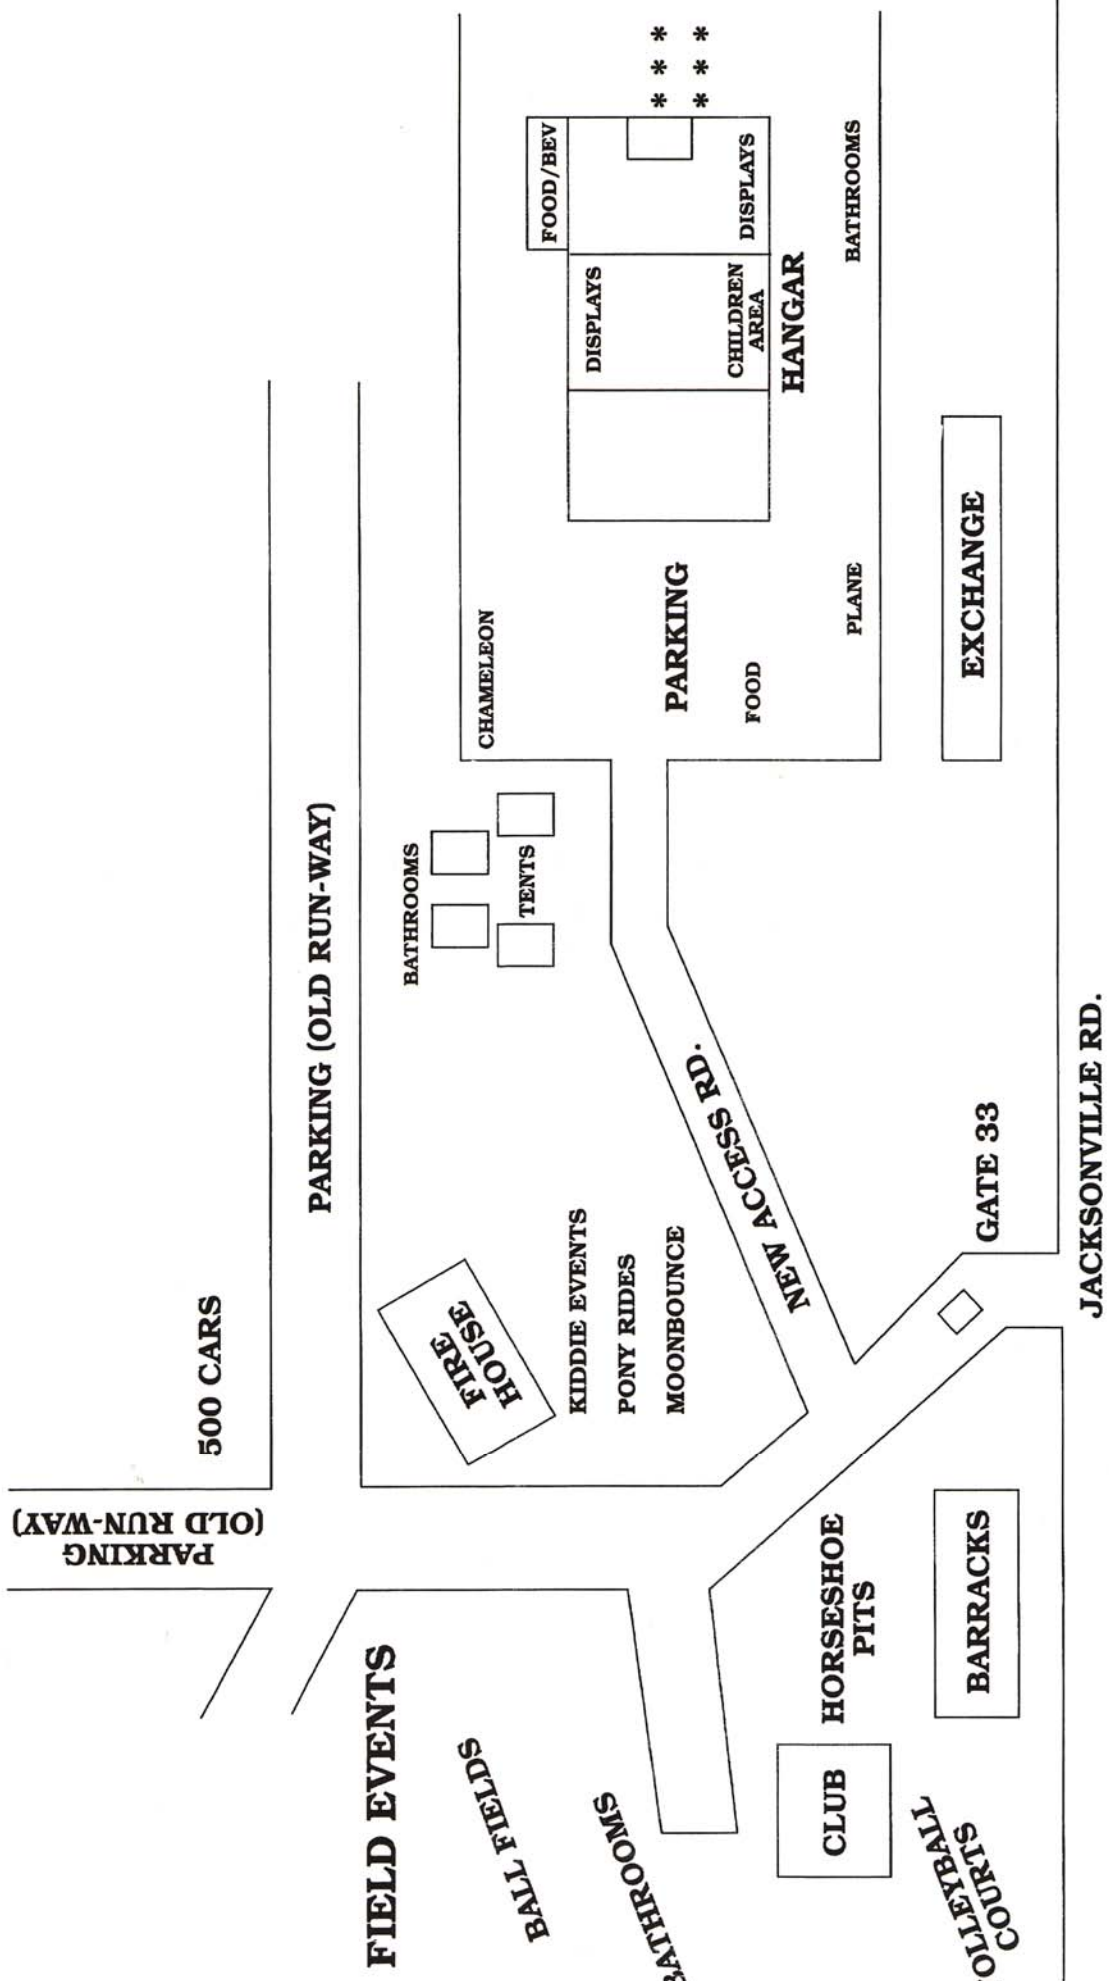 500 CARS
PARKING
(OLD RUN-WAY)
PARKING (OLD RUN-WAY)
FIELD EVENTS
BALL FIELDS
BATHROOMS
FIRE
HOUSE
KIDDIE EVENTS
PONY RIDES
MOONBOUNCE
BATHROOMS
TENTS
CHAMELEON
FOOD/BEV
* * *
* * *
DISPLAYS
DISPLAYS
CHILDREN
AREA
HANGAR
BATHROOMS
PARKING
FOOD
PLANE
EXCHANGE
NEW ACCESS RD.
GATE 33
HORSESHOE
PITS
CLUB
BARRACKS
OLLEYBALL
COURTS
JACKSONVILLE RD.